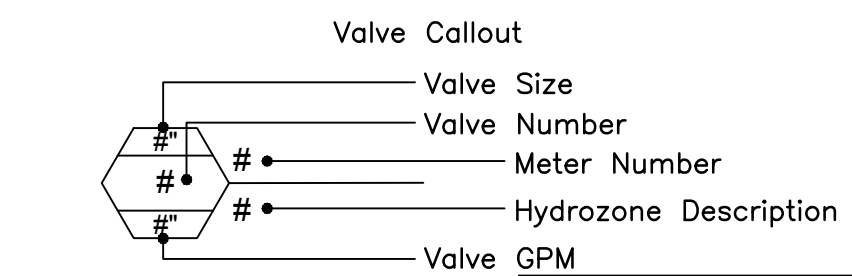 Valve Callout
Valve Size
#"
Valve Number
# Meter Number
#
# Hydrozone Description
#"
Valve GPM